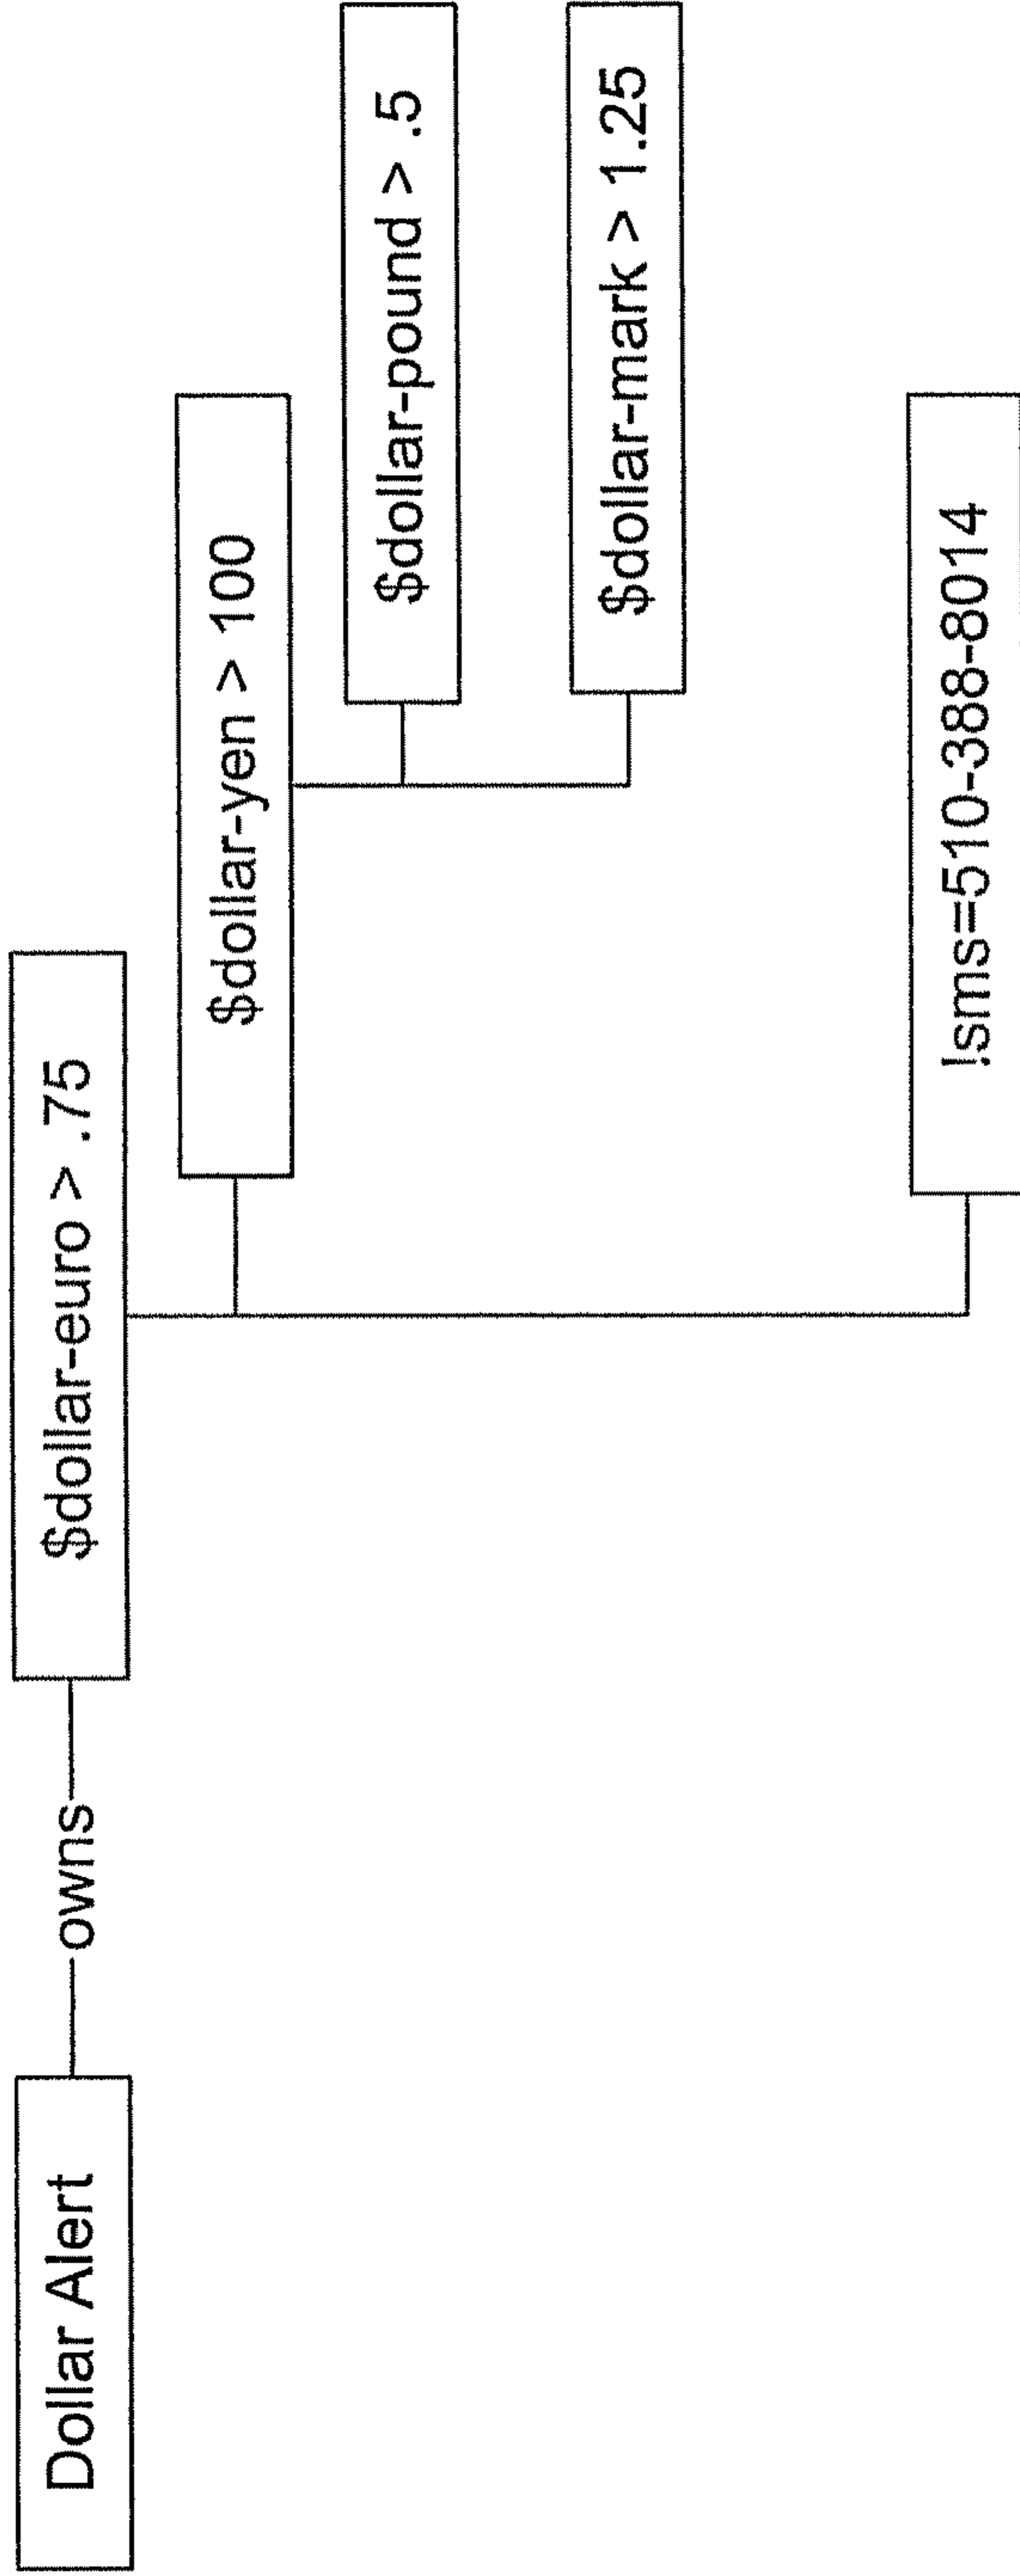 Dollar Alert
owns
$dollar-euro > .75
$dollar-yen > 100
$dollar-pound > .5
$dollar-mark > 1.25
!sms=510-388-8014